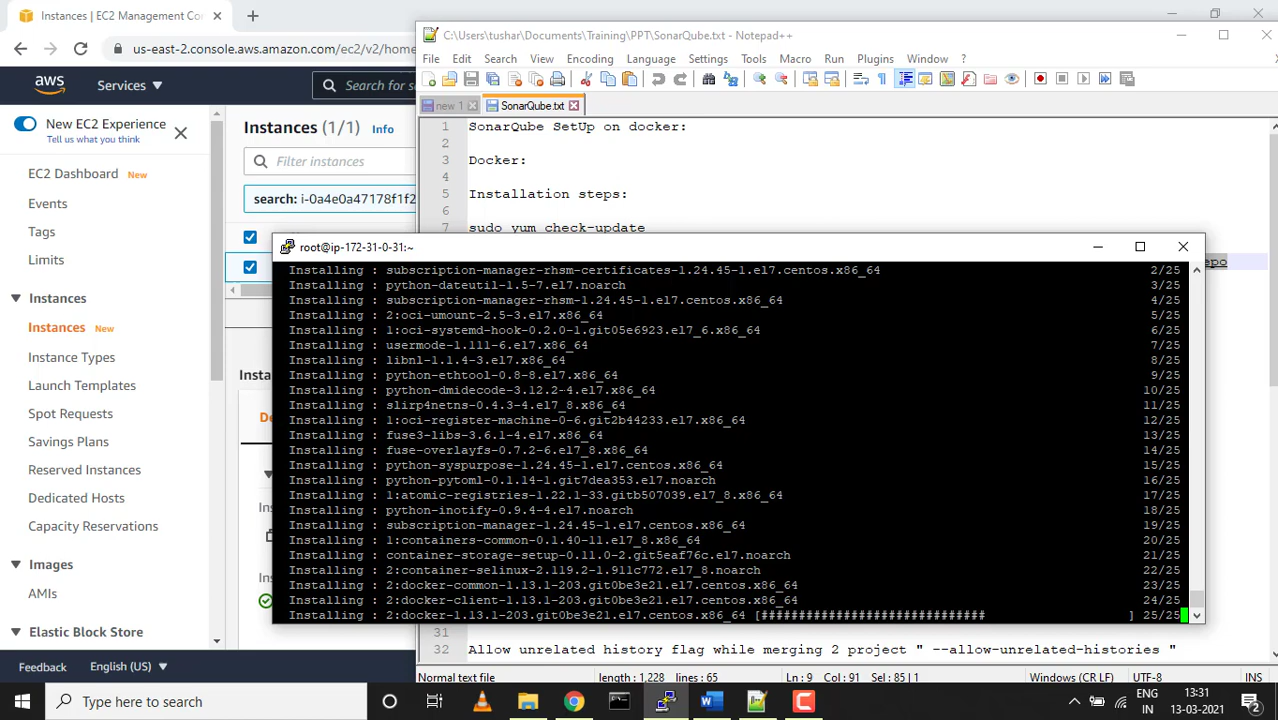 Instances | EC2 Management Con
us-east-2.console.aws.amazon.com/ec2/v2/home
aws
Services
Search for
New EC2 Experience
Tell us what you think
EC2 Dashboard New
Events
Tags
Limits
Instances
Instances New
Instance Types
Launch Templates
Spot Requests
Savings Plans
Reserved Instances
Dedicated Hosts
Capacity Reservations
Images
AMIs
Elastic Block Store
Feedback
English (US)
Instances (1/1) Info
Filter instances
search: i-0a4e0a47178f1f2
Insta
De
Ins
Ins
C:\Users\tushar\Documents\Training\PPT\SonarQube.txt - Notepad++
File Edit Search View Encoding Language Settings Tools Macro Run Plugins Window ?
new 1
SonarQube.txt
1 SonarQube SetUp on docker:
2
3 Docker:
4
5 Installation steps:
6
7 sudo yum check-update
epo
root@ip-172-31-0-31:~
Installing : subscription-manager-rhsm-certificates-1.24.45-1.el7.centos.x86_64 2/25
Installing : python-dateutil-1.5-7.el7.noarch 3/25
Installing : subscription-manager-rhsm-1.24.45-1.el7.centos.x86_64 4/25
Installing : 2:oci-umount-2.5-3.el7.x86_64 5/25
Installing : 1:oci-systemd-hook-0.2.0-1.git05e6923.el7_6.x86_64 6/25
Installing : usermode-1.111-6.el7.x86_64 7/25
Installing : libnl-1.1.4-3.el7.x86_64 8/25
Installing : python-ethtool-0.8-8.el7.x86_64 9/25
Installing : python-dmidecode-3.12.2-4.el7.x86_64 10/25
Installing : slirp4netns-0.4.3-4.el7_8.x86_64 11/25
Installing : 1:oci-register-machine-0-6.git2b44233.el7.x86_64 12/25
Installing : fuse3-libs-3.6.1-4.el7.x86_64 13/25
Installing : fuse-overlayfs-0.7.2-6.el7_8.x86_64 14/25
Installing : python-syspurpose-1.24.45-1.el7.centos.x86_64 15/25
Installing : python-pytoml-0.1.14-1.git7dea353.el7.noarch 16/25
Installing : 1:atomic-registries-1.22.1-33.gitb507039.el7_8.x86_64 17/25
Installing : python-inotify-0.9.4-4.el7.noarch 18/25
Installing : subscription-manager-1.24.45-1.el7.centos.x86_64 19/25
Installing : 1:containers-common-0.1.40-11.el7_8.x86_64 20/25
Installing : container-storage-setup-0.11.0-2.git5eaf76c.el7.noarch 21/25
Installing : 2:container-selinux-2.119.2-1.911c772.el7_8.noarch 22/25
Installing : 2:docker-common-1.13.1-203.git0be3e21.el7.centos.x86_64 23/25
Installing : 2:docker-client-1.13.1-203.git0be3e21.el7.centos.x86_64 24/25
Installing : 2:docker-1.13.1-203.git0be3e21.el7.centos.x86_64 [############################## ] 25/25
31
32 Allow unrelated history flag while merging 2 project " --allow-unrelated-histories "
Normal text file length : 1,228 lines : 65 Ln : 9 Col : 91 Sel : 85 | 1 Windows (CR LF) UTF-8 INS
Type here to search
ENG
IN
13:31
13-03-2021
2